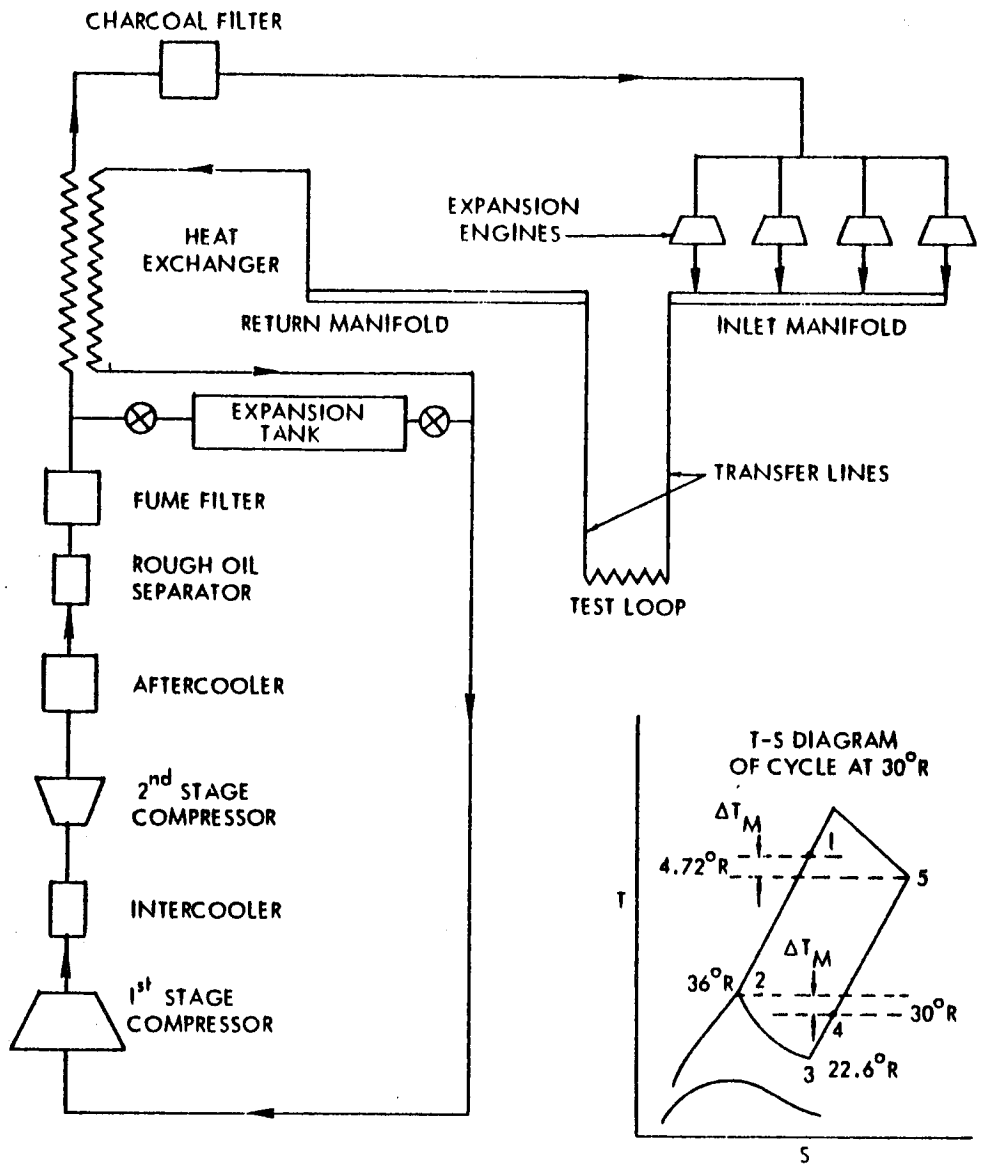 CHARCOAL FILTER
EXPANSION
ENGINES
HEAT
EXCHANGER
RETURN MANIFOLD
INLET MANIFOLD
EXPANSION
TANK
TRANSFER LINES
FUME FILTER
ROUGH OIL
SEPARATOR
TEST LOOP
AFTERCOOLER
2nd STAGE
COMPRESSOR
INTERCOOLER
1st STAGE
COMPRESSOR
T-S DIAGRAM
OF CYCLE AT 30°R
ΔTM
1
4.72°R
5
T
ΔTM
36°R
2
30°R
4
3
22.6°R
S